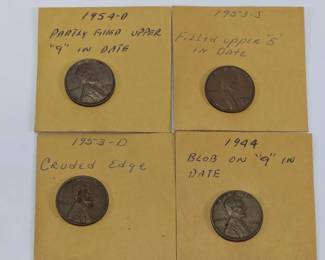 1954-D
PARTLY FILLED UPPER
"9" IN DATE
1953-S
Filled upper "5"
IN DATE
1953-D
CRUDED Edge
1944
BLOB ON "9" IN
DATE